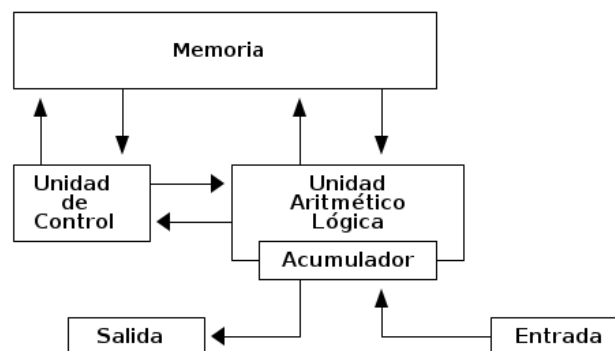 Memoria
Unidad
de
Control
Unidad
Aritmético
Lógica
Acumulador
Salida
Entrada